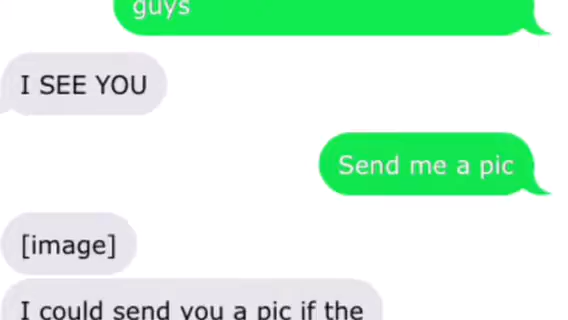 guys
I SEE YOU
Send me a pic
[image]
I could send you a pic if the